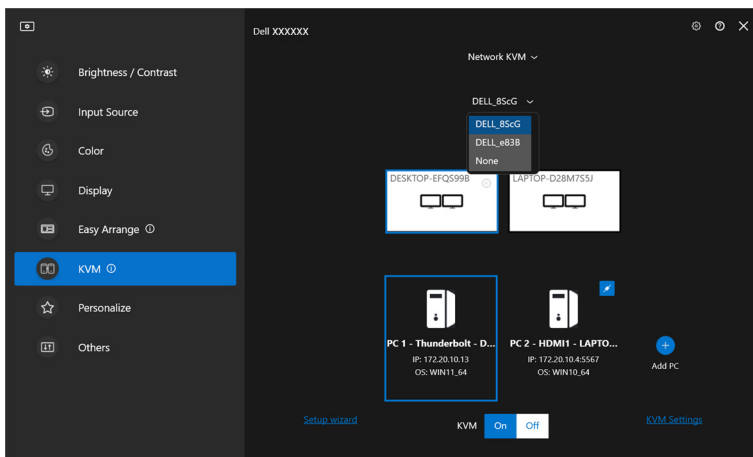 Dell XXXXXX
Network KVM
Brightness / Contrast
Input Source
Color
Display
Easy Arrange
KVM
Personalize
Others
DELL_8ScG
DELL_8ScG
DELL_e83B
None
DESKTOP-EFQS99B
LAPTOP-D28M7S5J
PC 1 - Thunderbolt - D...
IP: 172.20.10.13
OS: WIN11_64
PC 2 - HDMI1 - LAPTO...
IP: 172.20.10.4:5567
OS: WIN10_64
Add PC
Setup wizard
KVM On Off
KVM Settings